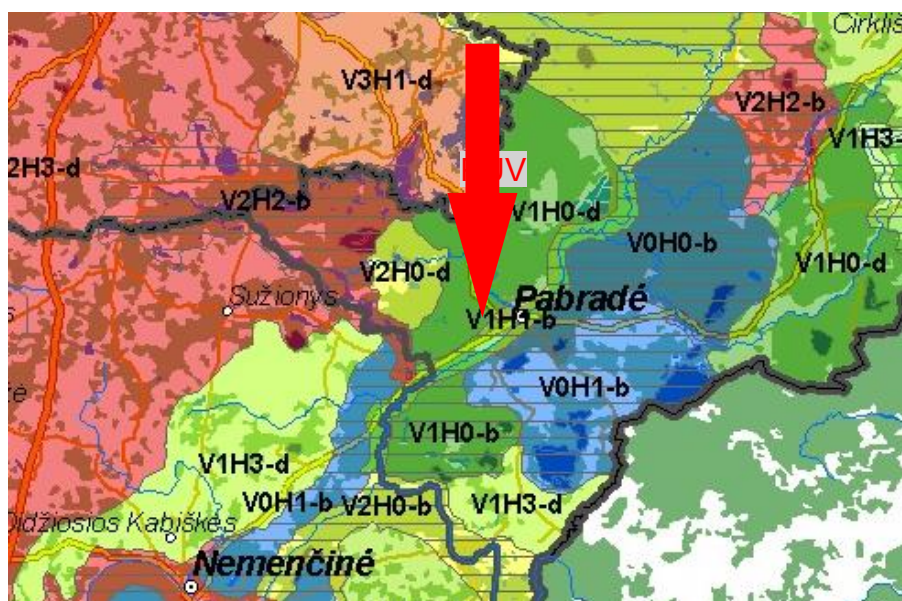 Cirkliš
V3H1-d
V2H2-b
V1H3-
2H3-d
V2H2-b
V1H0-d
V0H0-b
V1H0-d
V2H0-d
Sužionys
Pabradė
V1H1-b
V0H1-b
V1H0-b
V1H3-d
V0H1-b
V2H0-b
V1H3-d
Didžiosios Kabiškės
Nemenčinė